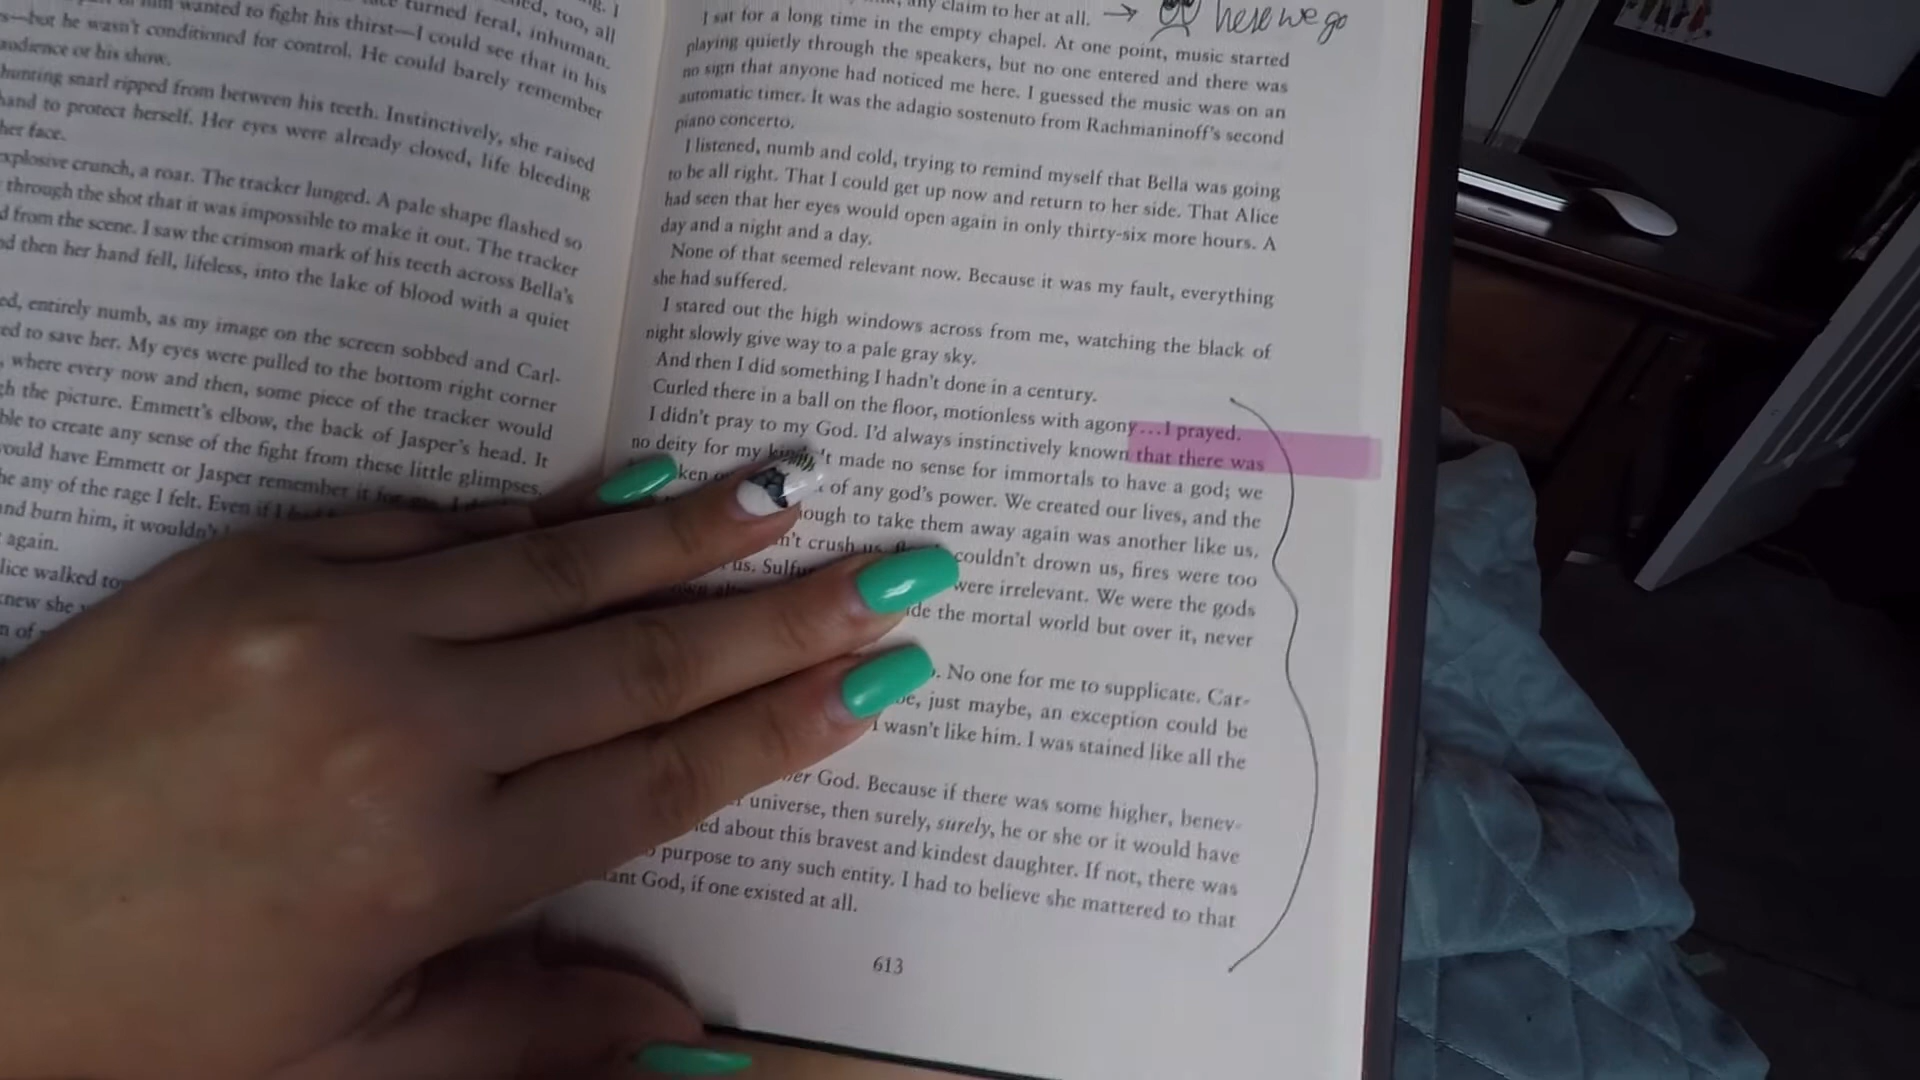 turned feral, inhuman.
wanted to fight his thirst—I could see that in his
s—but he wasn't conditioned for control. He could barely remember
audience or his show.
hunting snarl ripped from between his teeth. Instinctively, she raised
hand to protect herself. Her eyes were already closed, life bleeding
her face.
explosive crunch, a roar. The tracker lunged. A pale shape flashed so
through the shot that it was impossible to make it out. The tracker
d from the scene. I saw the crimson mark of his teeth across Bella's
nd then her hand fell, lifeless, into the lake of blood with a quiet
ed, entirely numb, as my image on the screen sobbed and Carl-
ed to save her. My eyes were pulled to the bottom right corner
, where every now and then, some piece of the tracker would
gh the picture. Emmett's elbow, the back of Jasper's head. It
ble to create any sense of the fight from these little glimpses.
would have Emmett or Jasper remember it for
be any of the rage I felt. Even if I
and burn him, it wouldn't
again.
lice walked
knew she
n of
any claim to her at all. → here we go
I sat for a long time in the empty chapel. At one point, music started
playing quietly through the speakers, but no one entered and there was
no sign that anyone had noticed me here. I guessed the music was on an
automatic timer. It was the adagio sostenuto from Rachmaninoff's second
piano concerto.
I listened, numb and cold, trying to remind myself that Bella was going
to be all right. That I could get up now and return to her side. That Alice
had seen that her eyes would open again in only thirty-six more hours. A
day and a night and a day.
None of that seemed relevant now. Because it was my fault, everything
she had suffered.
I stared out the high windows across from me, watching the black of
night slowly give way to a pale gray sky.
And then I did something I hadn't done in a century.
Curled there in a ball on the floor, motionless with agony...I prayed.
I didn't pray to my God. I'd always instinctively known that there was
no deity for my 't made no sense for immortals to have a god; we
ken of any god's power. We created our lives, and the
ough to take them away again was another like us.
n't crush us, couldn't drown us, fires were too
us. were irrelevant. We were the gods
ide the mortal world but over it, never
. No one for me to supplicate. Car-
be, just maybe, an exception could be
I wasn't like him. I was stained like all the
her God. Because if there was some higher, benev-
universe, then surely, surely, he or she or it would have
ied about this bravest and kindest daughter. If not, there was
o purpose to any such entity. I had to believe she mattered to that
tant God, if one existed at all.
613